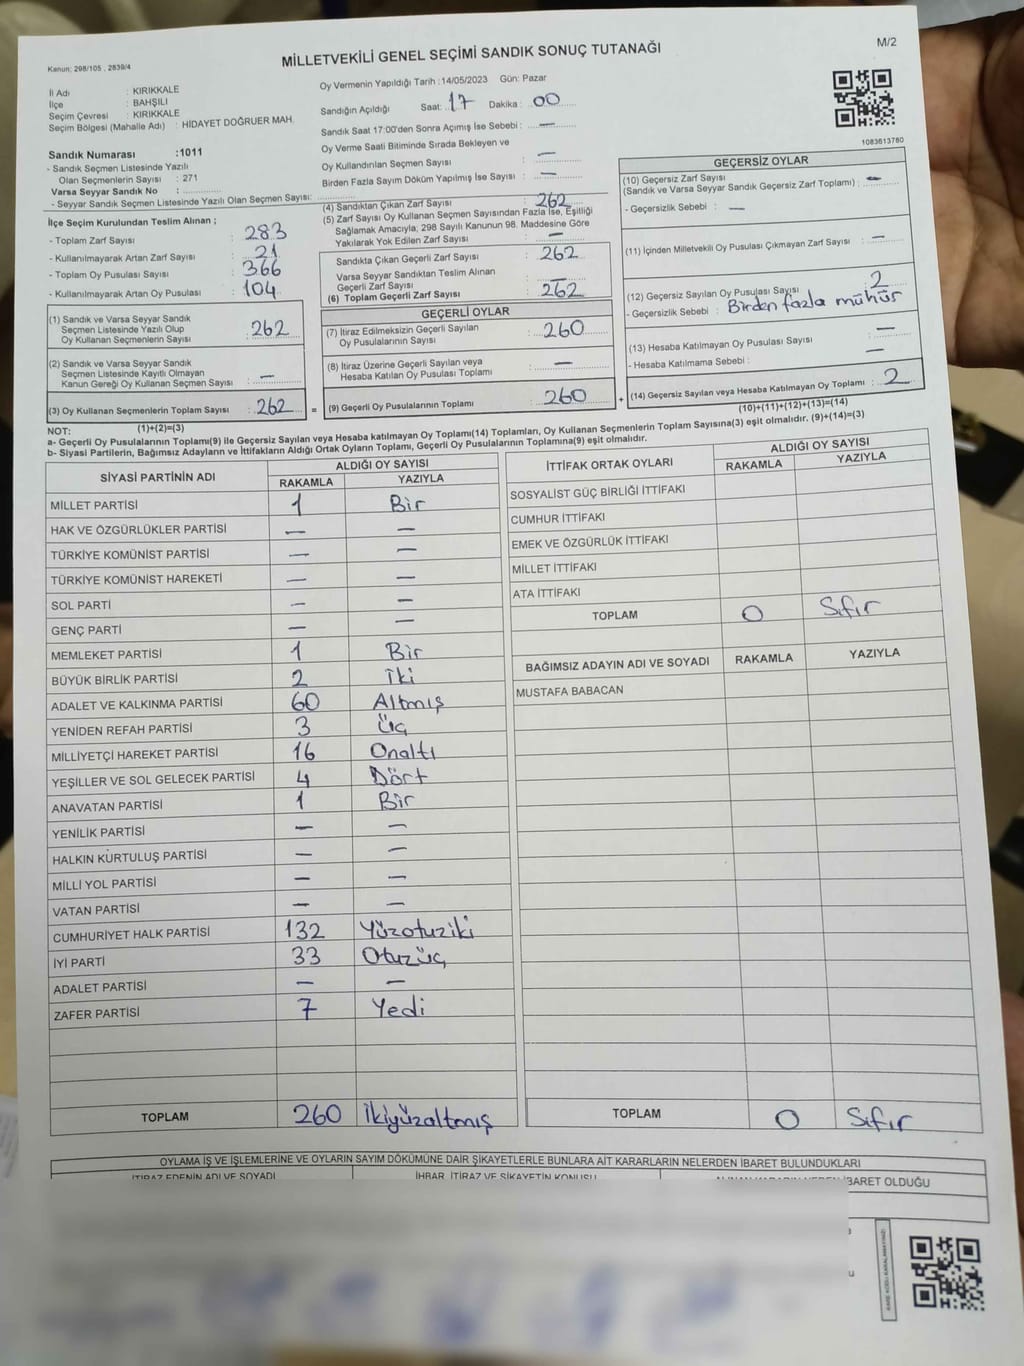 MİLLETVEKİLİ GENEL SEÇİMİ SANDIK SONUÇ TUTANAĞI
M/2
Kanun: 298/105 , 2839/4
İl Adı : KIRIKKALE
İlçe : BAHŞILI
Seçim Çevresi : KIRIKKALE
Seçim Bölgesi (Mahalle Adı) : HİDAYET DOĞRUER MAH.
Sandık Numarası :1011
- Sandık Seçmen Listesinde Yazılı
Olan Seçmenlerin Sayısı : 271
Varsa Seyyar Sandık No : ...............
- Seyyar Sandık Seçmen Listesinde Yazılı Olan Seçmen Sayısı: ...............
Oy Vermenin Yapıldığı Tarih :14/05/2023 Gün: Pazar
Sandığın Açıldığı Saat: 17 Dakika : 00
Sandık Saat 17:00'den Sonra Açımış İse Sebebi : —
Oy Verme Saati Bitiminde Sırada Bekleyen ve
Oy Kullandırılan Seçmen Sayısı : —
Birden Fazla Sayım Döküm Yapılmış İse Sayısı : —
1083613780
İlçe Seçim Kurulundan Teslim Alınan ;
- Toplam Zarf Sayısı : 283
- Kullanılmayarak Artan Zarf Sayısı : 21
- Toplam Oy Pusulası Sayısı : 366
- Kullanılmayarak Artan Oy Pusulası : 104
(1) Sandık ve Varsa Seyyar Sandık
Seçmen Listesinde Yazılı Olup
Oy Kullanan Seçmenlerin Sayısı : 262
(2) Sandık ve Varsa Seyyar Sandık
Seçmen Listesinde Kayıtlı Olmayan
Kanun Gereği Oy Kullanan Seçmen Sayısı : —
(3) Oy Kullanan Seçmenlerin Toplam Sayısı : 262 =
(4) Sandıktan Çıkan Zarf Sayısı : 262
(5) Zarf Sayısı Oy Kullanan Seçmen Sayısından Fazla İse, Eşitliği
Sağlamak Amacıyla; 298 Sayılı Kanunun 98. Maddesine Göre
Yakılarak Yok Edilen Zarf Sayısı : —
Sandıkta Çıkan Geçerli Zarf Sayısı : 262
Varsa Seyyar Sandıktan Teslim Alınan
Geçerli Zarf Sayısı : —
(6) Toplam Geçerli Zarf Sayısı : 262
GEÇERLİ OYLAR
(7) İtiraz Edilmeksizin Geçerli Sayılan
Oy Pusulasının Sayısı : 260
(8) İtiraz Üzerine Geçerli Sayılan veya
Hesaba Katılan Oy Pusulası Toplamı : —
(9) Geçerli Oy Pusulalarının Toplamı : 260 +
GEÇERSİZ OYLAR
(10) Geçersiz Zarf Sayısı
(Sandık ve Varsa Seyyar Sandık Geçersiz Zarf Toplamı) : —
- Geçersizlik Sebebi : —
(11) İçinden Milletvekili Oy Pusulası Çıkmayan Zarf Sayısı : —
(12) Geçersiz Sayılan Oy Pusulası Sayısı : 2
- Geçersizlik Sebebi : Birden fazla mühür
(13) Hesaba Katılmayan Oy Pusulası Sayısı : —
- Hesaba Katılmama Sebebi : —
(14) Geçersiz Sayılan veya Hesaba Katılmayan Oy Toplamı : 2
(10)+(11)+(12)+(13)=(14)
NOT: (1)+(2)=(3)
a- Geçerli Oy Pusulalarının Toplamı(9) ile Geçersiz Sayılan veya Hesaba katılmayan Oy Toplamı(14) Toplamları, Oy Kullanan Seçmenlerin Toplam Sayısına(3) eşit olmalıdır. (9)+(14)=(3)
b- Siyasi Partilerin, Bağımsız Adayların ve İttifakların Aldığı Ortak Oyların Toplamı, Geçerli Oy Pusulalarının Toplamına(9) eşit olmalıdır.
SİYASİ PARTİNİN ADI ALDIĞI OY SAYISI
RAKAMLA YAZIYLA
MİLLET PARTİSİ 1 Bir
HAK VE ÖZGÜRLÜKLER PARTİSİ — —
TÜRKİYE KOMÜNİST PARTİSİ — —
TÜRKİYE KOMÜNİST HAREKETİ — —
SOL PARTİ — —
GENÇ PARTİ — —
MEMLEKET PARTİSİ 1 Bir
BÜYÜK BİRLİK PARTİSİ 2 İki
ADALET VE KALKINMA PARTİSİ 60 Altmış
YENİDEN REFAH PARTİSİ 3 Üç
MİLLİYETÇİ HAREKET PARTİSİ 16 Onaltı
YEŞİLLER VE SOL GELECEK PARTİSİ 4 Dört
ANAVATAN PARTİSİ 1 Bir
YENİLİK PARTİSİ — —
HALKIN KURTULUŞ PARTİSİ — —
MİLLİ YOL PARTİSİ — —
VATAN PARTİSİ — —
CUMHURİYET HALK PARTİSİ 132 Yüzotuziki
İYİ PARTİ 33 Otuzüç
ADALET PARTİSİ — —
ZAFER PARTİSİ 7 Yedi
TOPLAM 260 İkiyüzaltmış
İTTİFAK ORTAK OYLARI ALDIĞI OY SAYISI
RAKAMLA YAZIYLA
SOSYALİST GÜÇ BİRLİĞİ İTTİFAKI
CUMHUR İTTİFAKI
EMEK VE ÖZGÜRLÜK İTTİFAKI
MİLLET İTTİFAKI
ATA İTTİFAKI
TOPLAM 0 Sıfır
BAĞIMSIZ ADAYIN ADI VE SOYADI RAKAMLA YAZIYLA
MUSTAFA BABACAN
TOPLAM 0 Sıfır
OYLAMA İŞ VE İŞLEMLERİNE VE OYLARIN SAYIM DÖKÜMÜNE DAİR ŞİKAYETLERLE BUNLARA AİT KARARLARIN NELERDEN İBARET BULUNDUKLARI
İTİRAZ EDENİN ADI VE SOYADI İHBAR, İTİRAZ VE ŞİKAYETİN KONUSU İBARET OLDUĞU